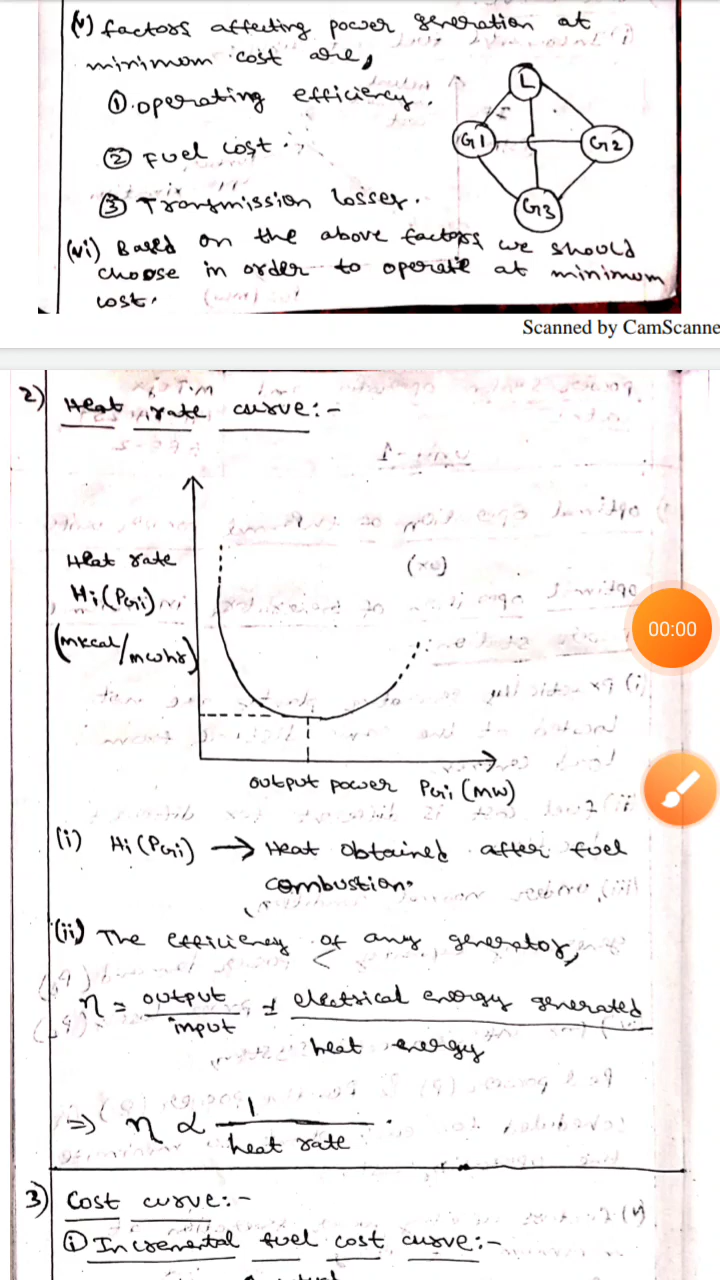 (v) factors affecting power generation at
minimum cost are,
① operating efficiency.
② Fuel cost.
③ Transmission losses.
L
G1
G2
G3
(vi) Based on the above factors we should
choose in order to operate at minimum
cost.
Scanned by CamScanne
2) Heat rate curve:-
Heat rate
Hi(PGi)
(mkcal/mwhr)
output power PGi (MW)
(i) Hi(PGi) → Heat obtained after fuel
combustion.
(ii) The efficiency of any generator,
η = output / input = electrical energy generated / heat energy
⇒ η ∝ 1 / heat rate.
3) Cost curve:-
① Incremental fuel cost curve:-
00:00